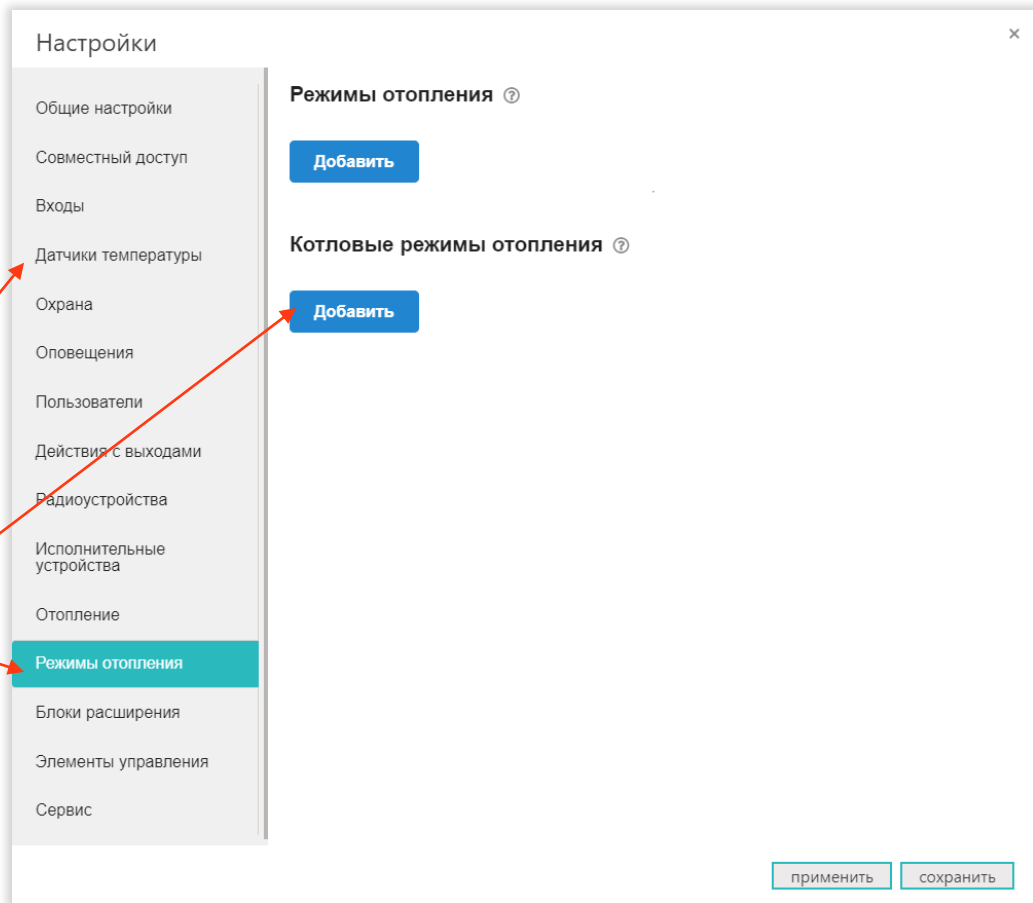 Настройки
Общие настройки
Совместный доступ
Входы
Датчики температуры
Охрана
Оповещения
Пользователи
Действия с выходами
Радиоустройства
Исполнительные
устройства
Отопление
Режимы отопления
Блоки расширения
Элементы управления
Сервис
Режимы отопления
Добавить
Котловые режимы отопления
Добавить
применить
сохранить